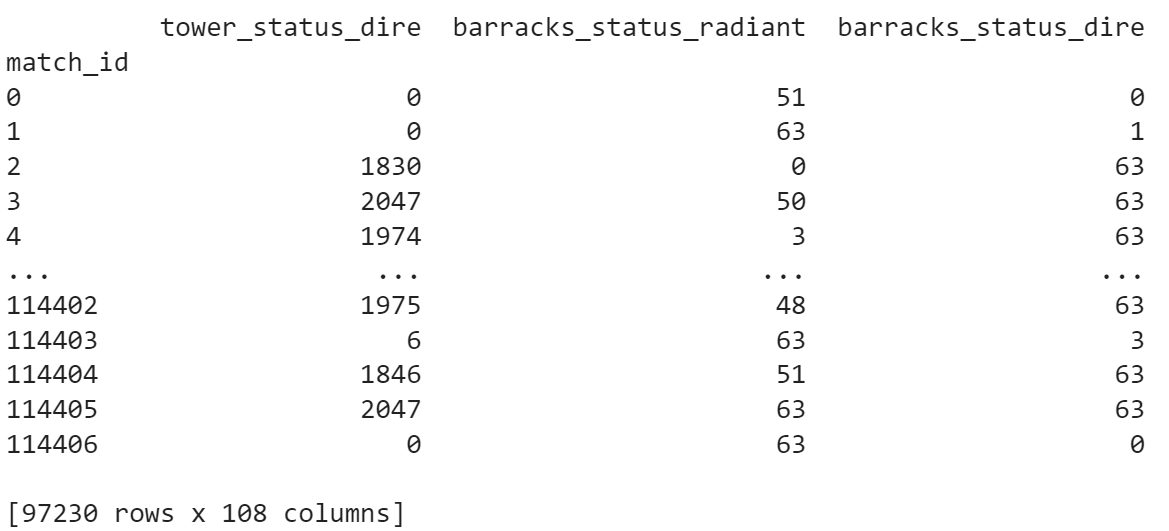 tower_status_dire barracks_status_radiant barracks_status_dire
match_id
0 0 51 0
1 0 63 1
2 1830 0 63
3 2047 50 63
4 1974 3 63
... ... ... ...
114402 1975 48 63
114403 6 63 3
114404 1846 51 63
114405 2047 63 63
114406 0 63 0
[97230 rows x 108 columns]